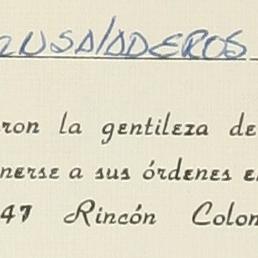 ron la gentileza de
nerse a sus órdenes e
47 Rincón Colon